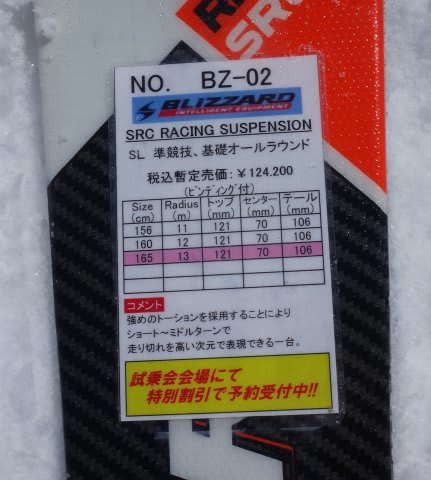 SRC
NO. BZ-02
BLIZZARD
INTELLIGENT EQUIPMENT
SRC RACING SUSPENSION
SL 準競技、基礎オールラウンド
税込暫定売価:¥124.200
(ビンディング付)
Size (cm) Radius (m) トップ (mm) センター (mm) テール (mm)
156 11 121 70 106
160 12 121 70 106
165 13 121 70 106
コメント
強めのトーションを採用することにより
ショート~ミドルターンで
走り切れを高い次元で表現できる一台。
試乗会会場にて
特別割引で予約受付中!!